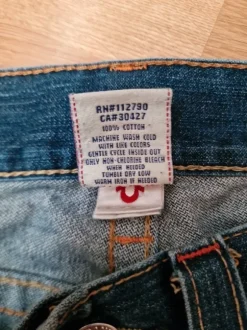 RN#112790
CA#30427
100% COTTON
MACHINE WASH COLD
WITH LIKE COLORS
GENTLE CYCLE INSIDE OUT
ONLY NON-CHLORINE BLEACH
WHEN NEEDED
TUMBLE DRY LOW
WARM IRON IF NEEDED